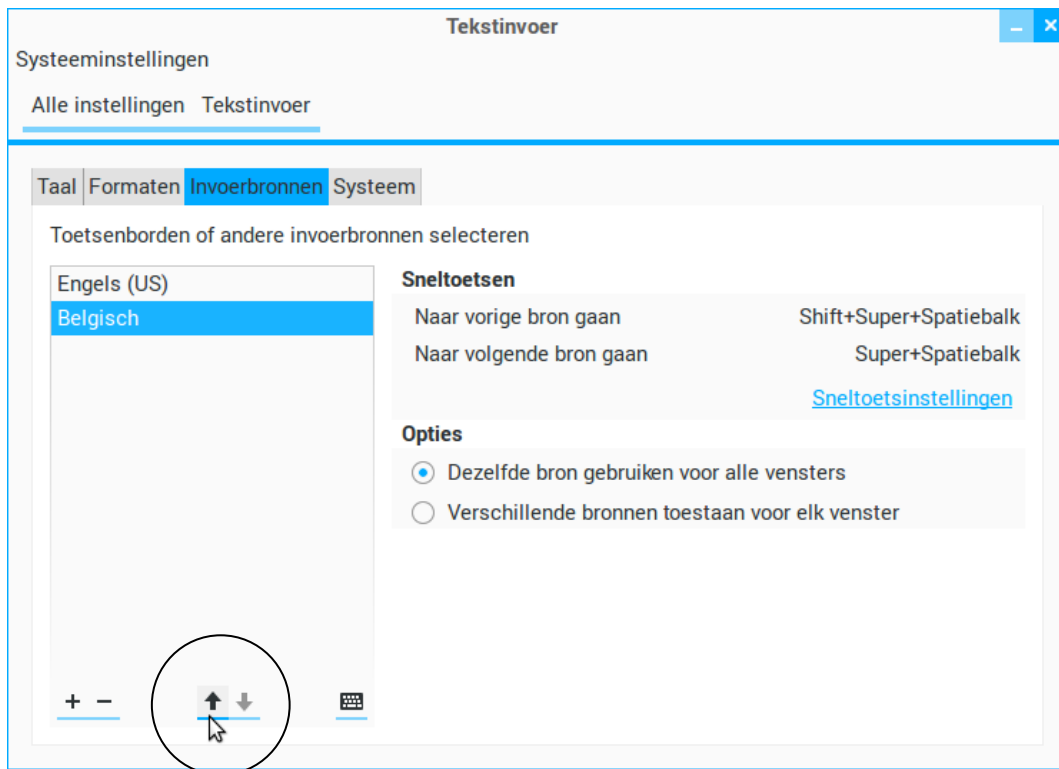 Tekstinvoer
Systeeminstellingen
Alle instellingen Tekstinvoer
Taal Formaten Invoerbronnen Systeem
Toetsenborden of andere invoerbronnen selecteren
Engels (US)
Belgisch
Sneltoetsen
Naar vorige bron gaan Shift+Super+Spatiebalk
Naar volgende bron gaan Super+Spatiebalk
Sneltoetsinstellingen
Opties
Dezelfde bron gebruiken voor alle vensters
Verschillende bronnen toestaan voor elk venster